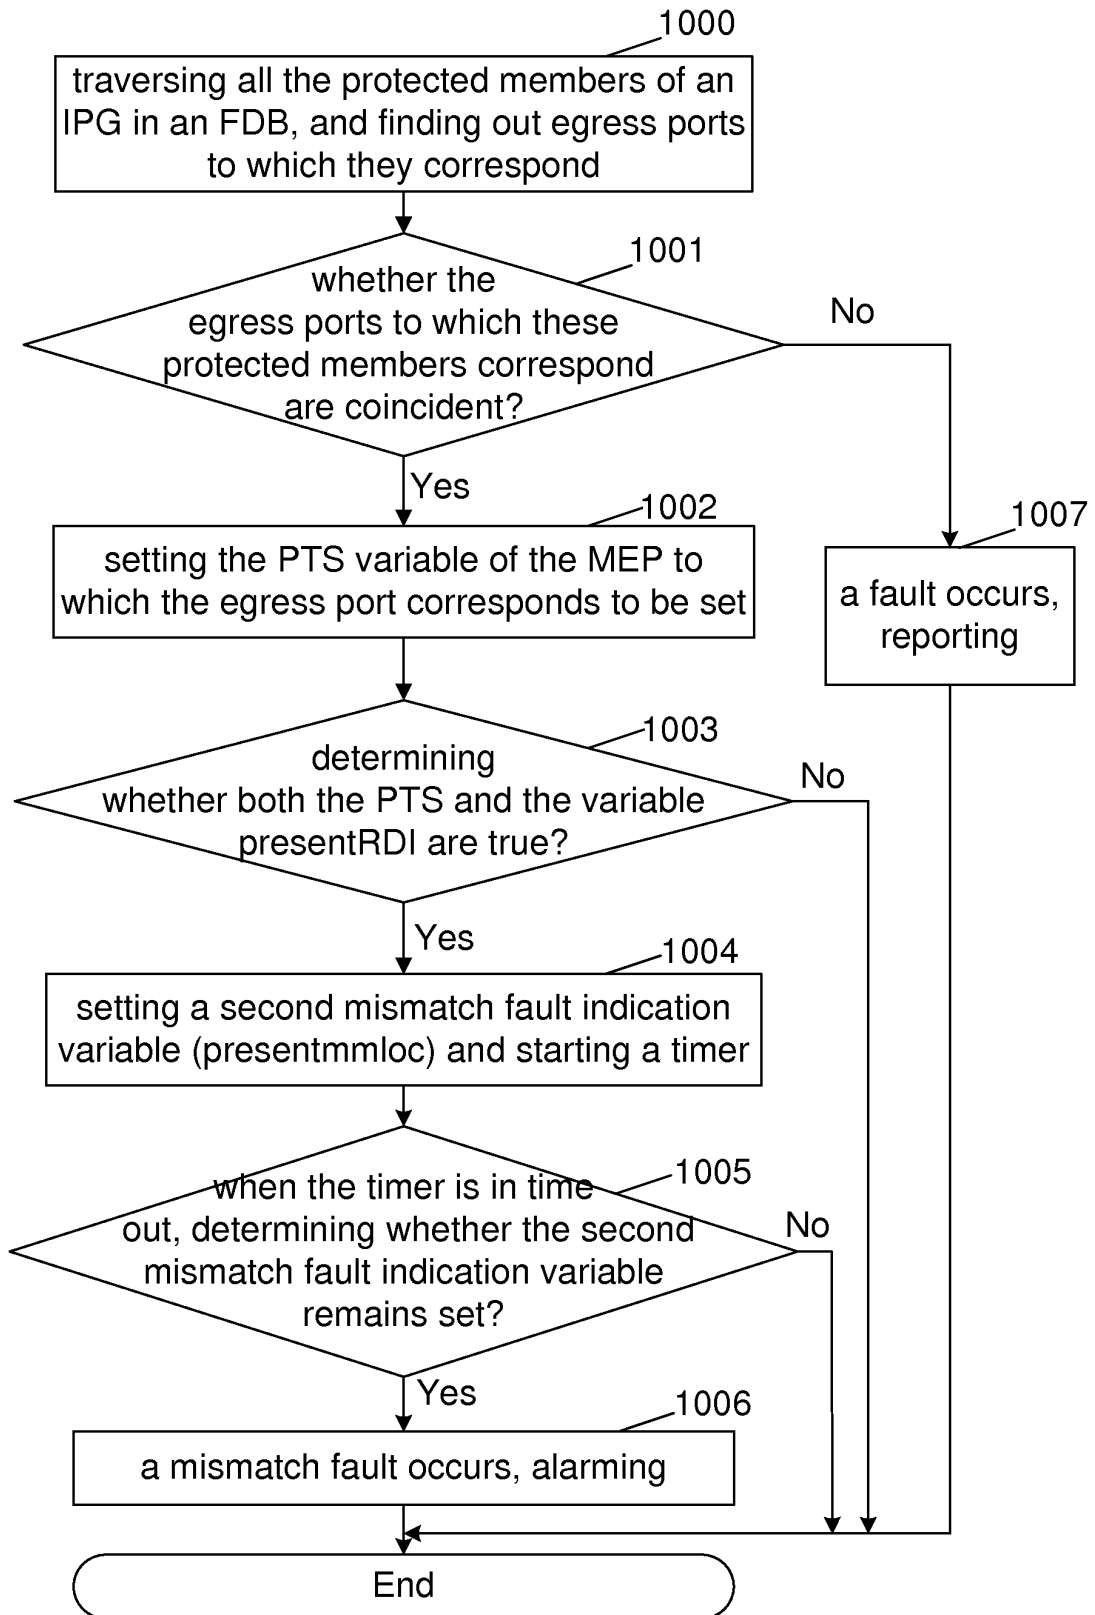 1000
traversing all the protected members of an
IPG in an FDB, and finding out egress ports
to which they correspond
1001
whether the
egress ports to which these
protected members correspond
are coincident?
No
Yes
1002
setting the PTS variable of the MEP to
which the egress port corresponds to be set
1007
a fault occurs,
reporting
1003
determining
whether both the PTS and the variable
presentRDI are true?
No
Yes
1004
setting a second mismatch fault indication
variable (presentmmloc) and starting a timer
1005
when the timer is in time
out, determining whether the second
mismatch fault indication variable
remains set?
No
Yes
1006
a mismatch fault occurs, alarming
End